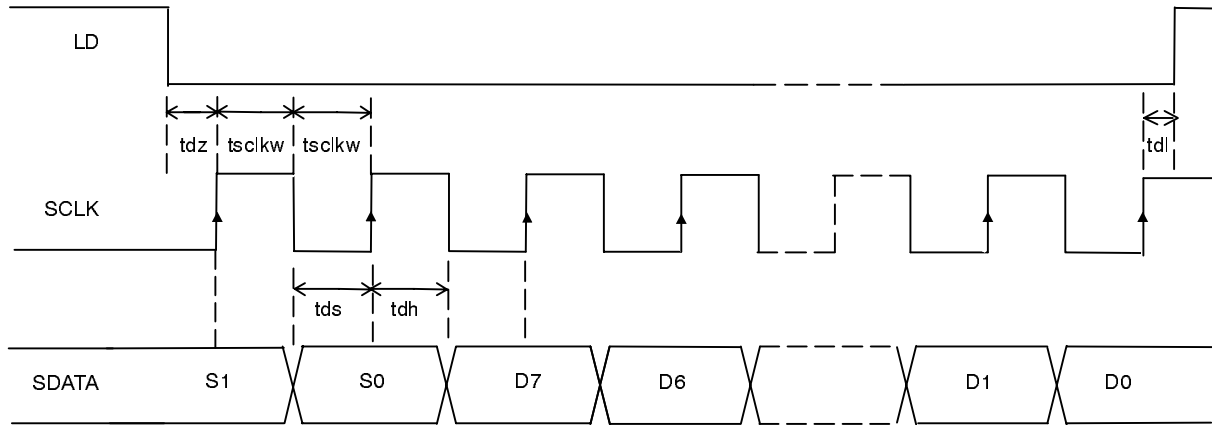 LD
tdz tsclkw tsclkw tdl
SCLK
tds tdh
SDATA S1 S0 D7 D6 D1 D0